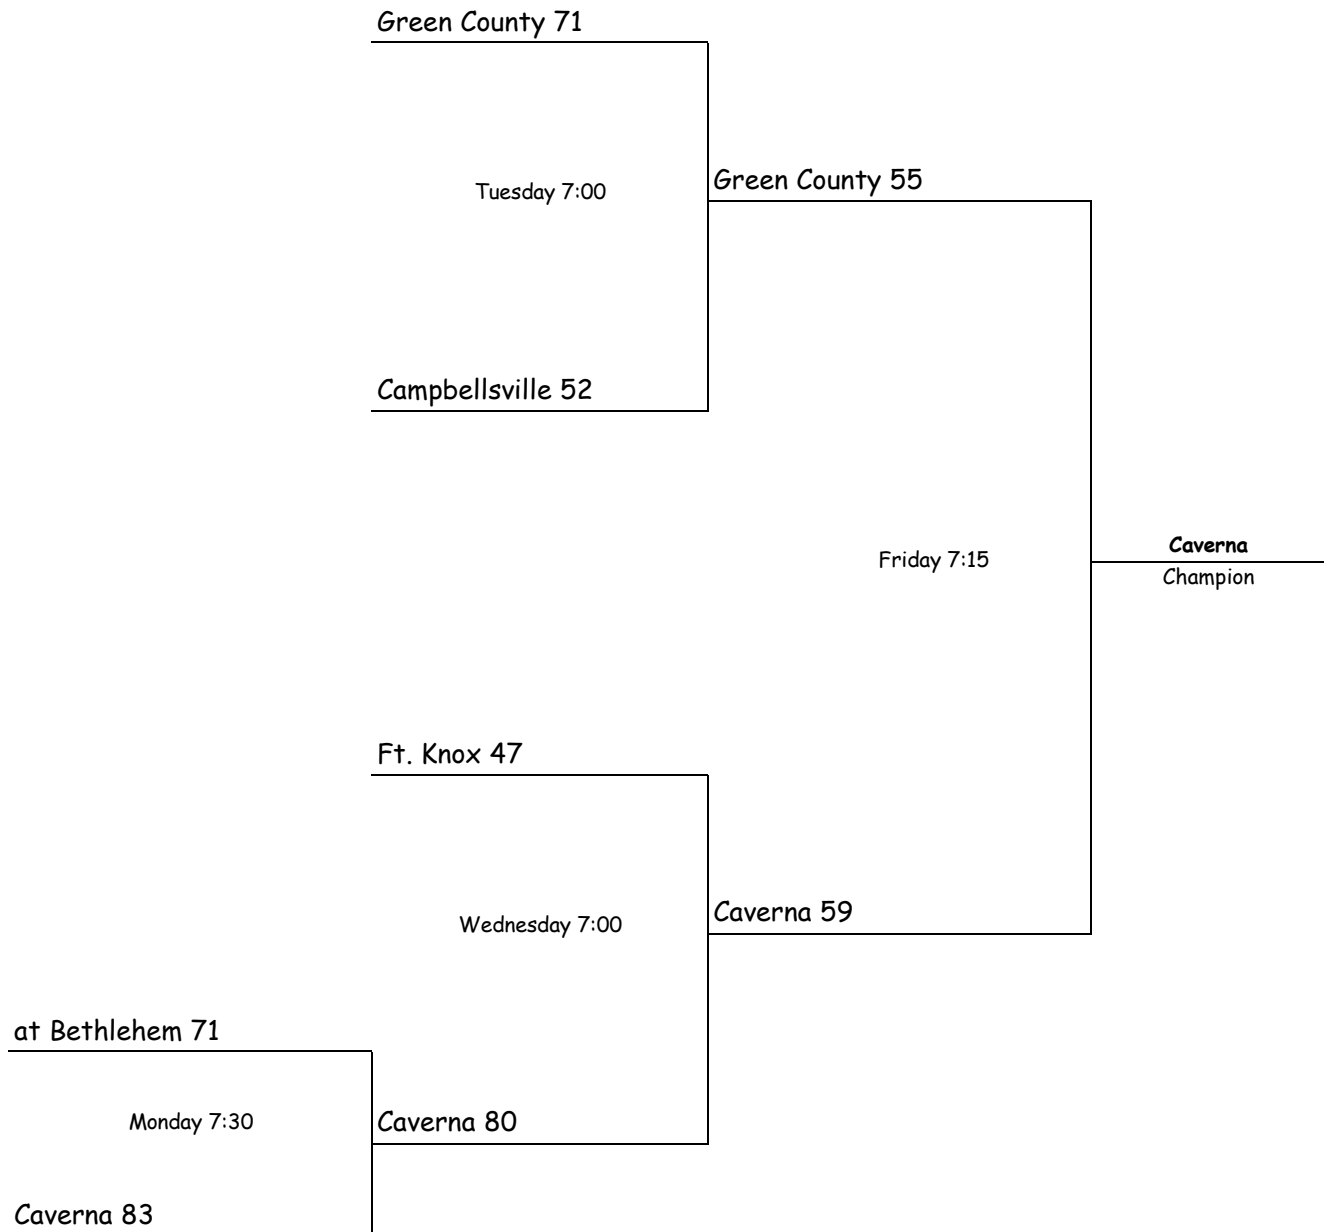 Green County 71
Tuesday 7:00
Green County 55
Campbellsville 52
Friday 7:15
Caverna
Champion
Ft. Knox 47
Wednesday 7:00
Caverna 59
at Bethlehem 71
Monday 7:30
Caverna 80
Caverna 83